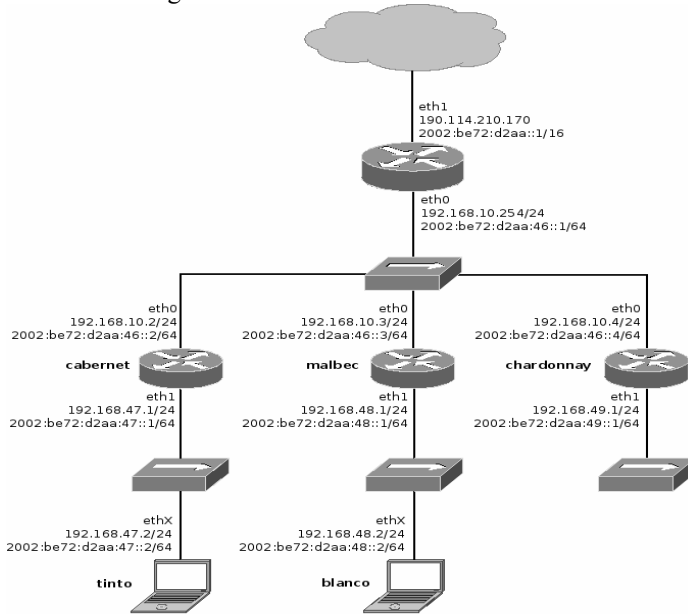 eth1
190.114.210.170
2002:be72:d2aa::1/16
eth0
192.168.10.254/24
2002:be72:d2aa:46::1/64
eth0
192.168.10.2/24
2002:be72:d2aa:46::2/64
cabernet
eth1
192.168.47.1/24
2002:be72:d2aa:47::1/64
ethX
192.168.47.2/24
2002:be72:d2aa:47::2/64
tinto
eth0
192.168.10.3/24
2002:be72:d2aa:46::3/64
malbec
eth1
192.168.48.1/24
2002:be72:d2aa:48::1/64
ethX
192.168.48.2/24
2002:be72:d2aa:48::2/64
blanco
eth0
192.168.10.4/24
2002:be72:d2aa:46::4/64
chardonnay
eth1
192.168.49.1/24
2002:be72:d2aa:49::1/64